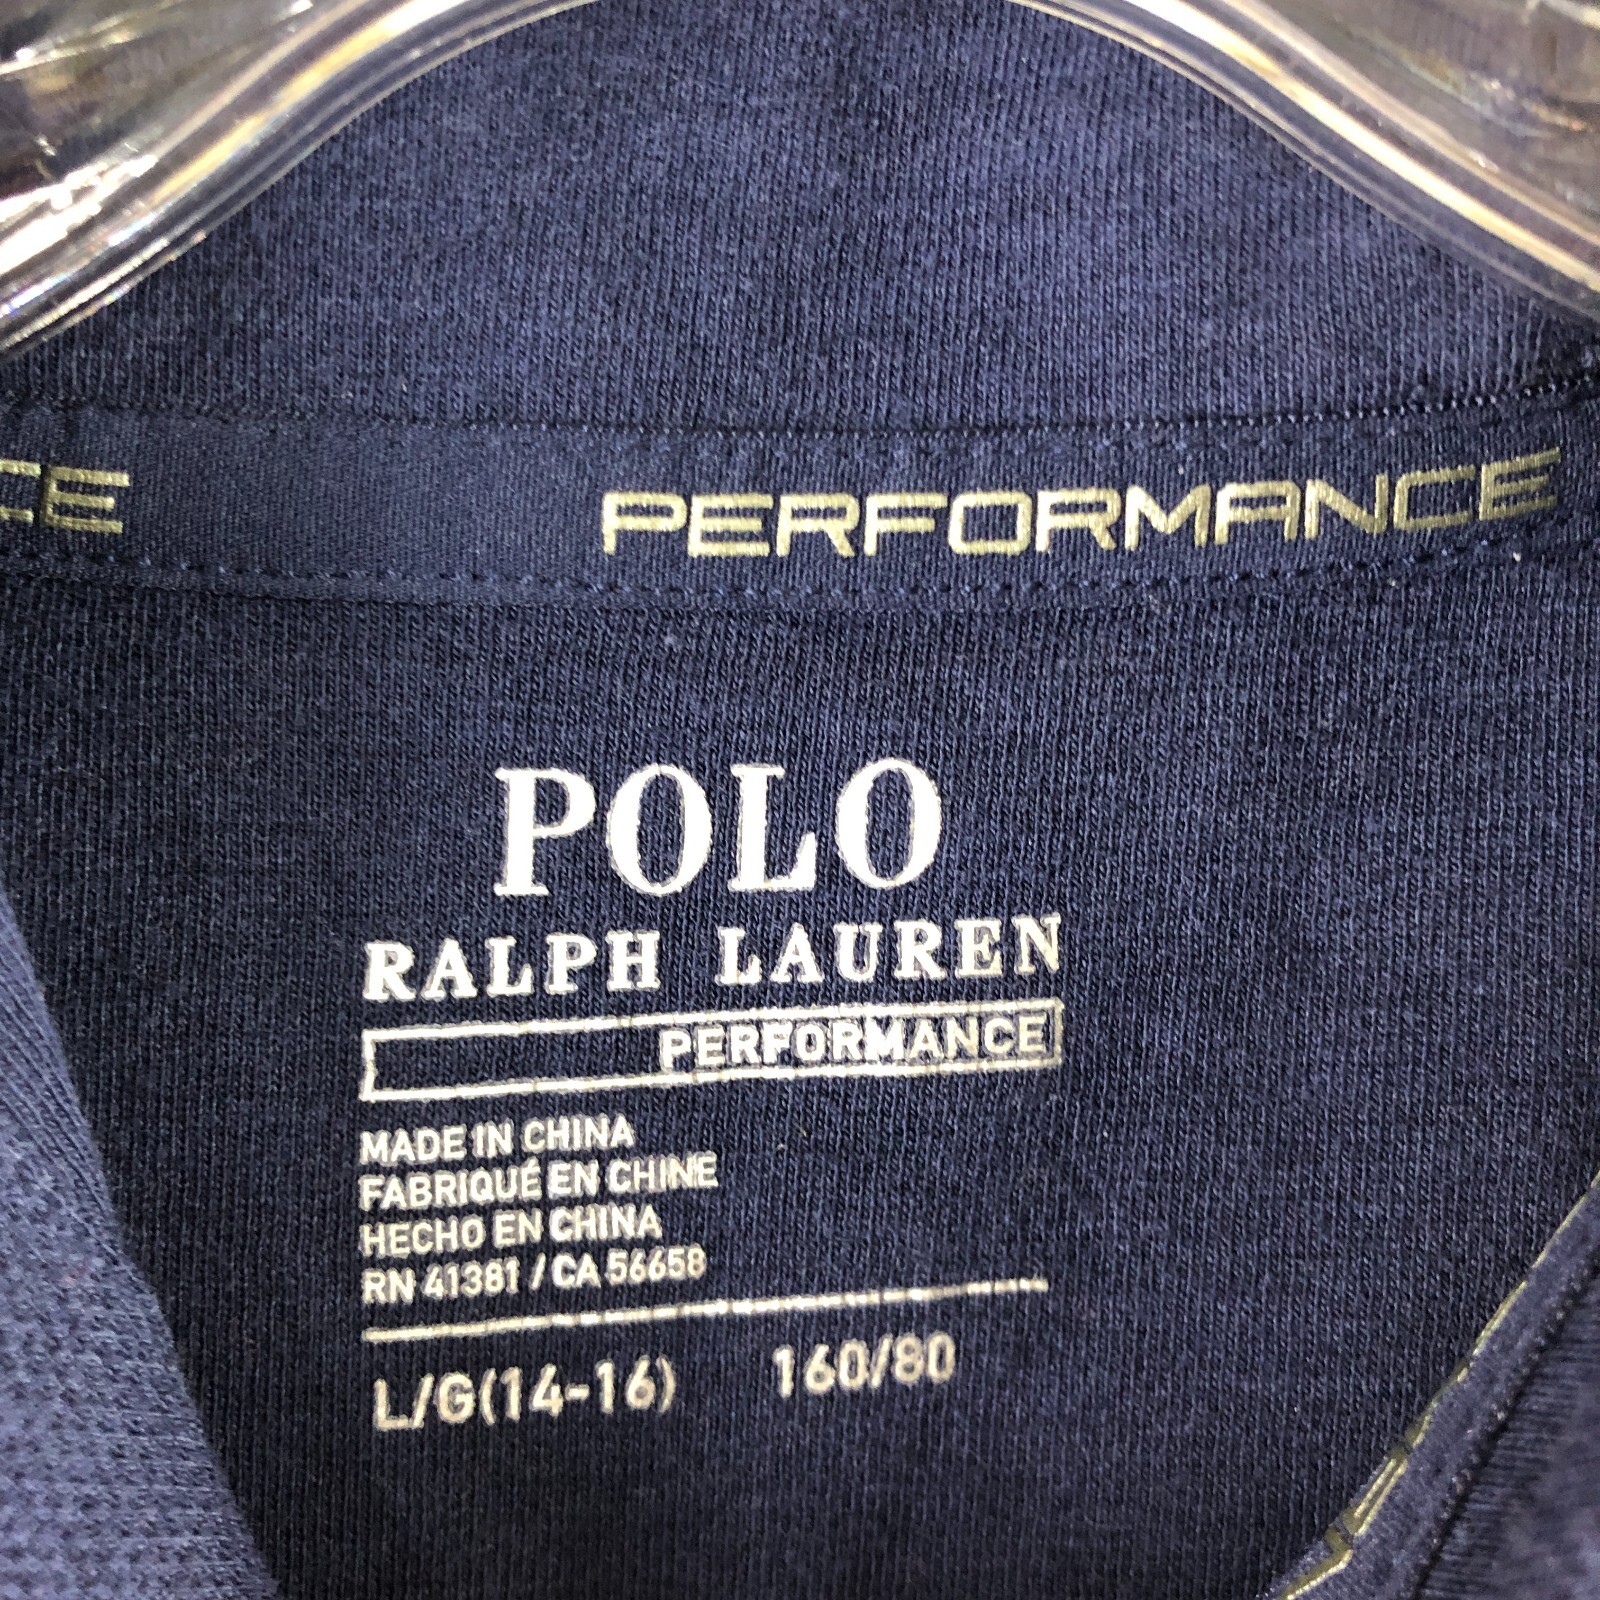 CE PERFORMANCE
POLO
RALPH LAUREN
PERFORMANCE
MADE IN CHINA
FABRIQUÉ EN CHINE
HECHO EN CHINA
RN 41381 / CA 56658
L/G(14-16) 160/80